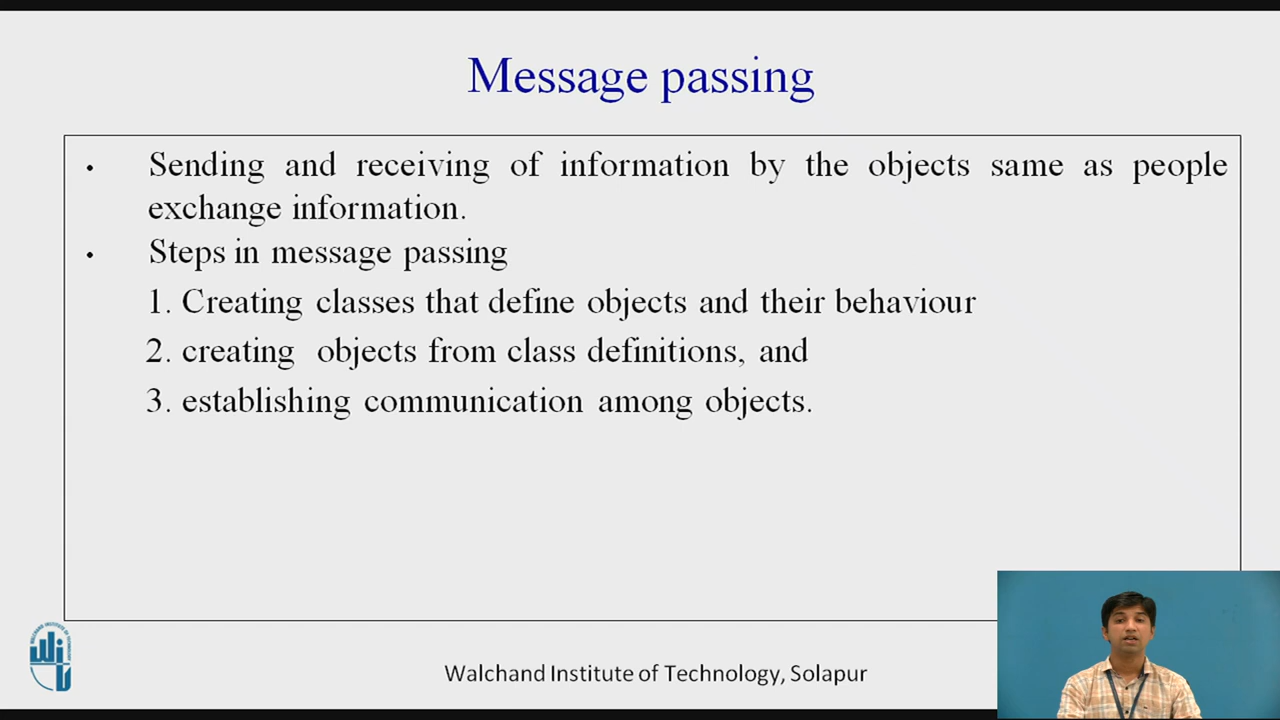 Message passing
• Sending and receiving of information by the objects same as people
exchange information.
• Steps in message passing
1. Creating classes that define objects and their behaviour
2. creating objects from class definitions, and
3. establishing communication among objects.
Walchand Institute of Technology, Solapur